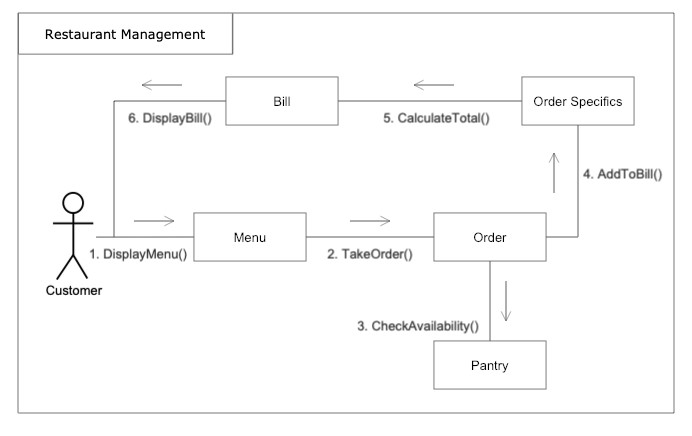 Restaurant Management
Bill
Order Specifics
6. DisplayBill()
5. CalculateTotal()
4. AddToBill()
Menu
Order
1. DisplayMenu()
2. TakeOrder()
Customer
3. CheckAvailability()
Pantry